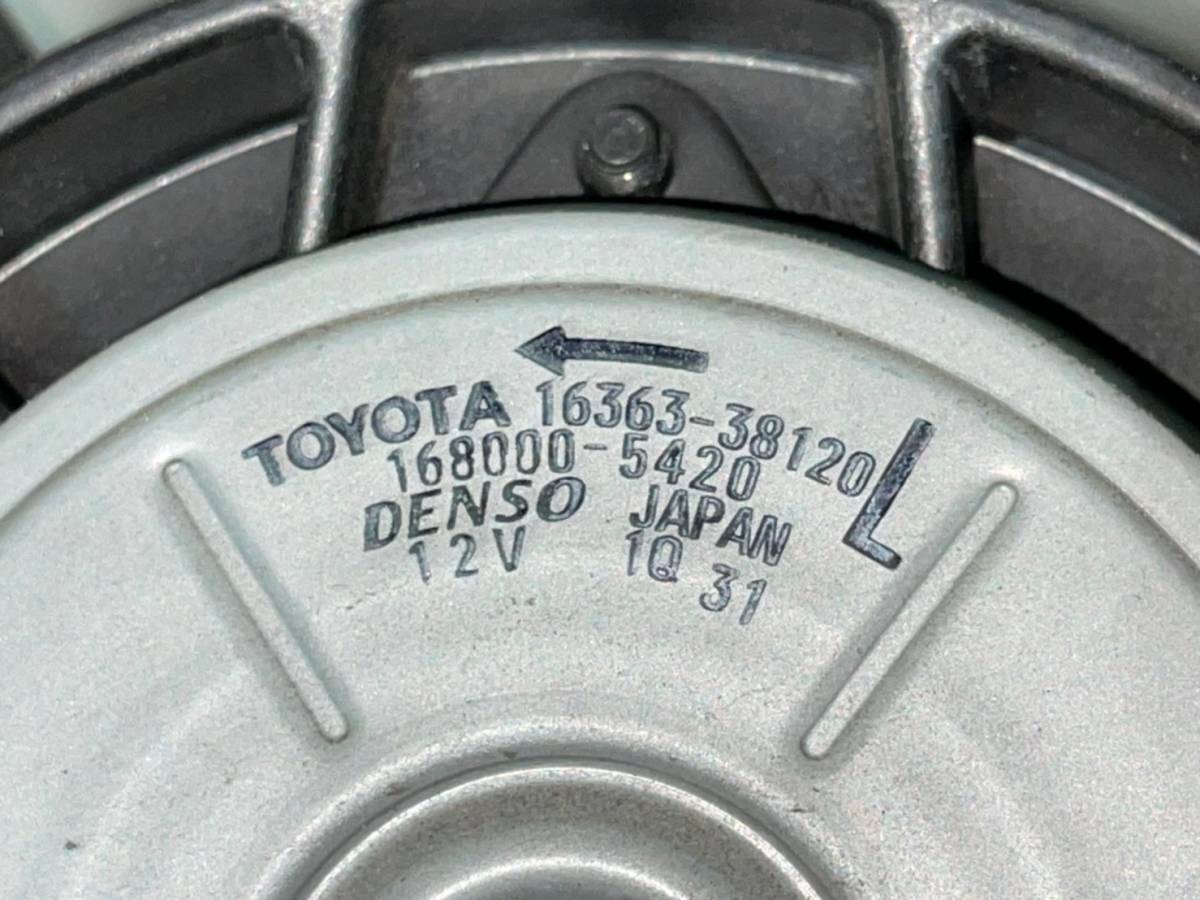 TOYOTA 16363-38120 L
168000-5420
DENSO JAPAN
12V 1Q 31